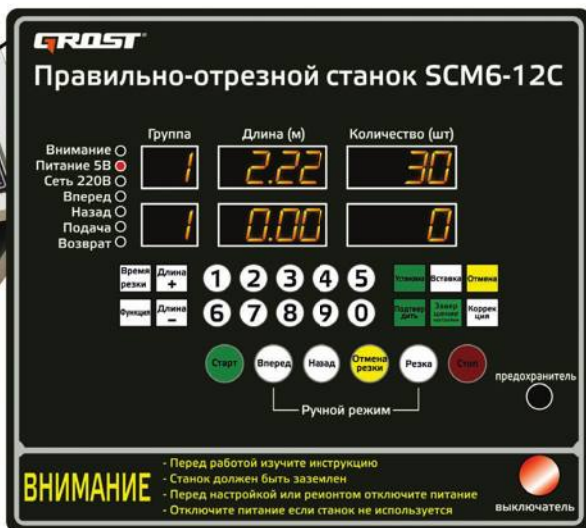 GROST
Правильно-отрезной станок SCM6-12C
Группа Длина (м) Количество (шт)
Внимание
Питание 5В
Сеть 220В
Вперед
Назад
Подача
Возврат
1 2.22 30
1 0.00 0
Время резки Длина + 1 2 3 4 5 Установка Вставка Отмена
Функция Длина - 6 7 8 9 0 Подтвердить Завершение настройки Коррекция
Старт Вперед Назад Отмена резки Резка Стоп
предохранитель
Ручной режим
ВНИМАНИЕ
- Перед работой изучите инструкцию
- Станок должен быть заземлен
- Перед настройкой или ремонтом отключите питание
- Отключите питание если станок не используется
выключатель